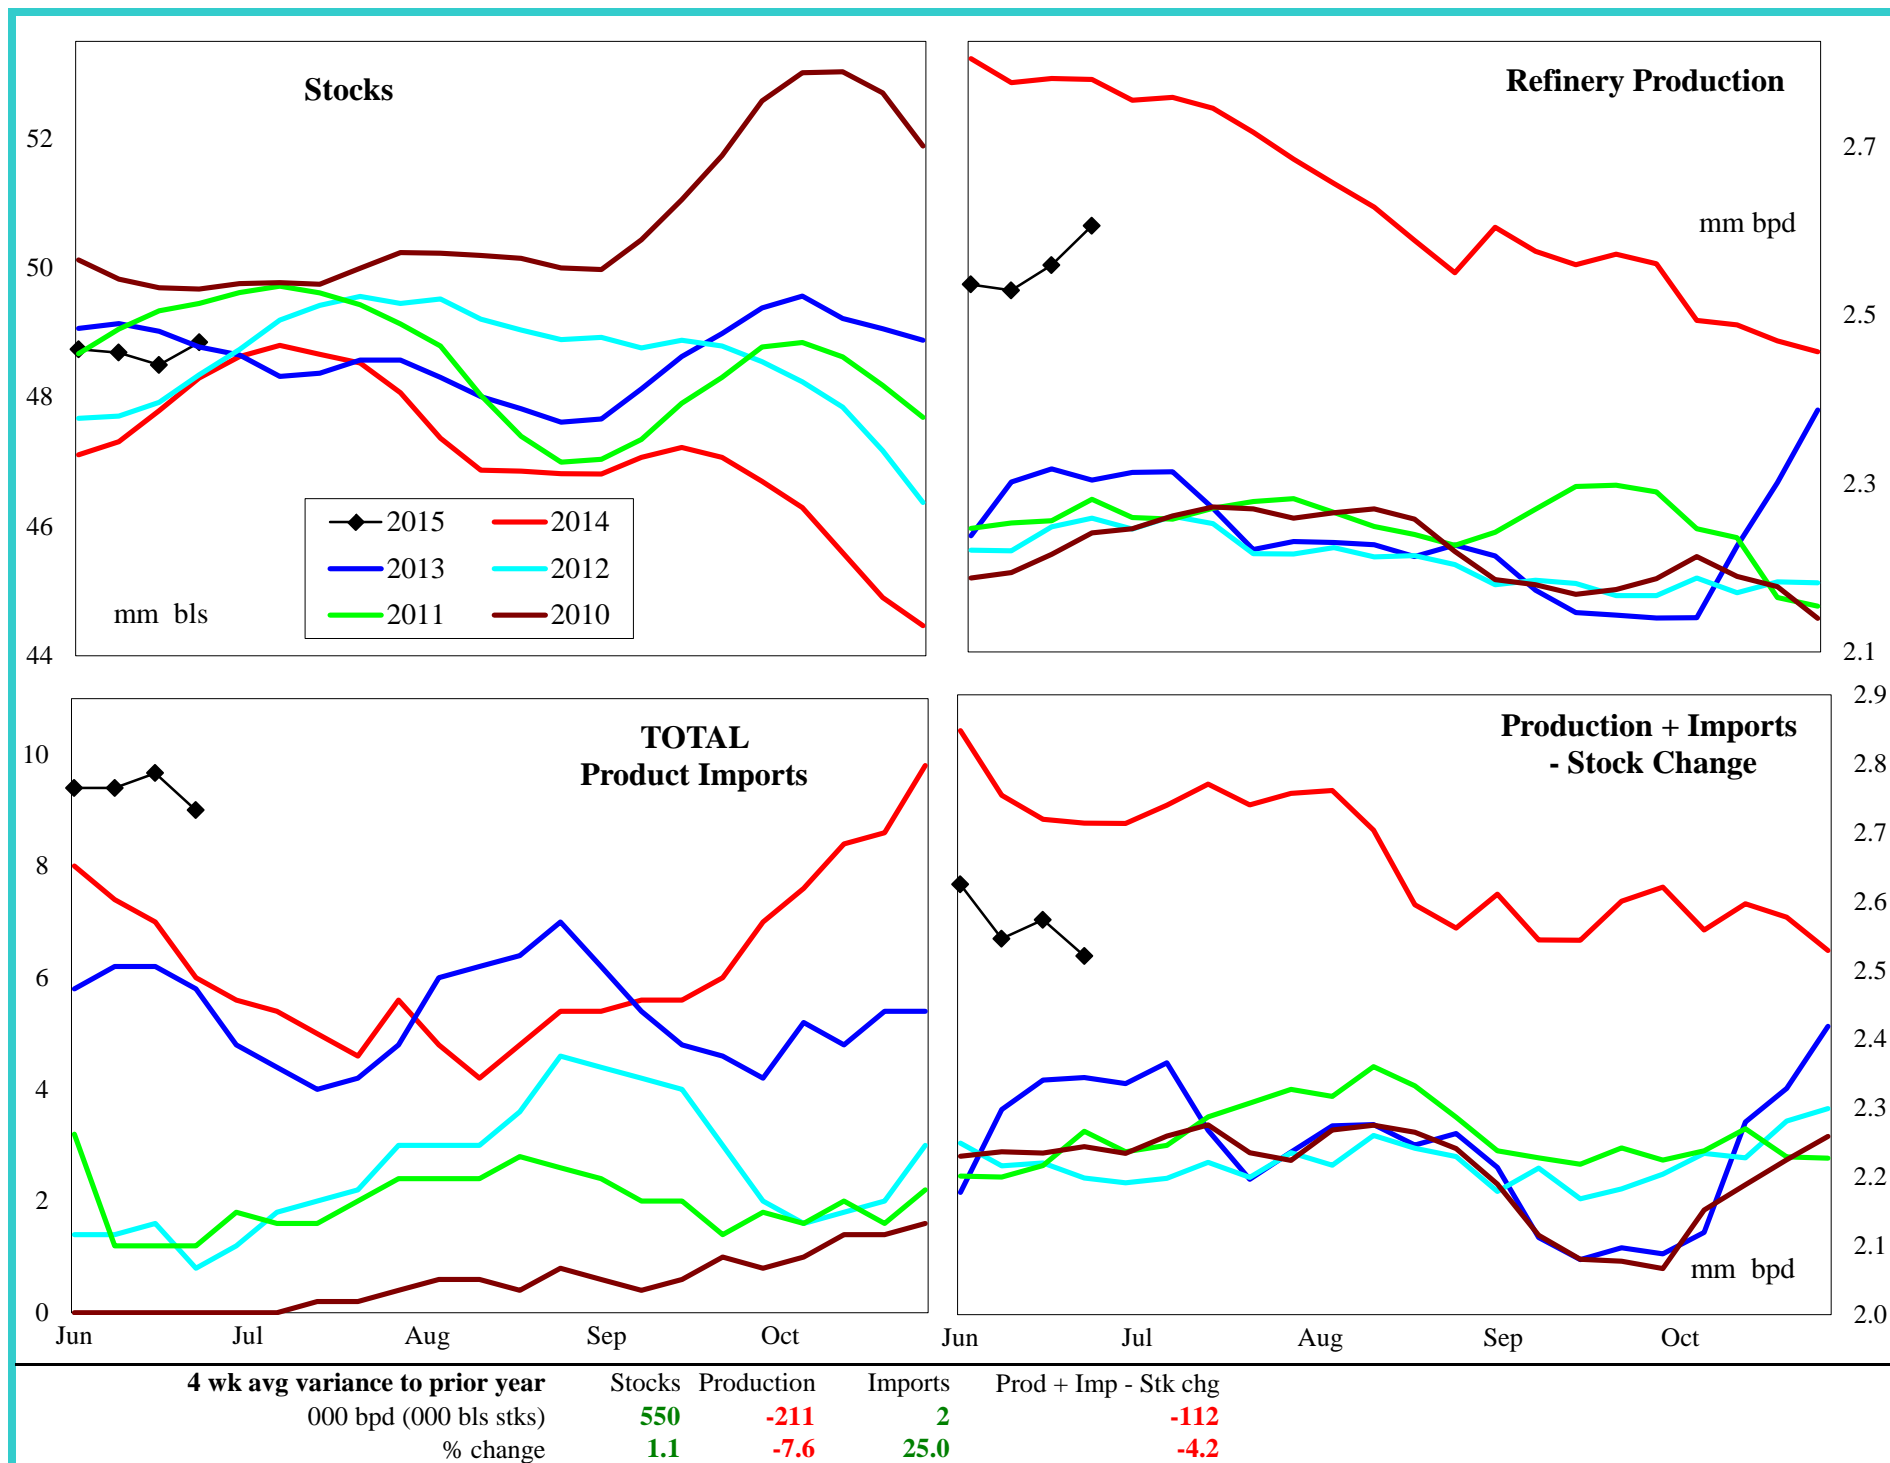 Stocks
52
50
48
46
44
2015 2014
2013 2012
2011 2010
mm bls
Refinery Production
mm bpd
2.7
2.5
2.3
2.1
TOTAL
Product Imports
10
8
6
4
2
0
Jun Jul Aug Sep Oct
Production + Imports
- Stock Change
2.9
2.8
2.7
2.6
2.5
2.4
2.3
2.2
2.1
2.0
mm bpd
Jun Jul Aug Sep Oct
4 wk avg variance to prior year Stocks Production Imports Prod + Imp - Stk chg
000 bpd (000 bls stks) 550 -211 2 -112
% change 1.1 -7.6 25.0 -4.2